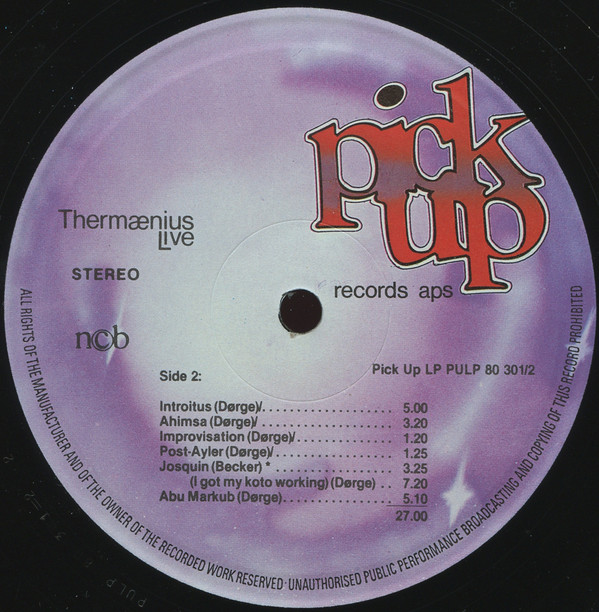 pick
up
records aps
Thermænius
Live
STEREO
n©b
Side 2:
Pick Up LP PULP 80 301/2
Introitus (Dørge)/. . . . . . . . . . . . . . . . . . . . 5.00
Ahimsa (Dørge)/. . . . . . . . . . . . . . . . . . . . . 3.20
Improvisation (Dørge)/. . . . . . . . . . . . . . . 1.20
Post-Ayler (Dørge)/. . . . . . . . . . . . . . . . . . 1.25
Josquin (Becker) * . . . . . . . . . . . . . . . . . . 3.25
(I got my koto working) (Dørge) . . 7.20
Abu Markub (Dørge). . . . . . . . . . . . . . . . 5.10
27.00
ALL RIGHTS OF THE MANUFACTURER AND OF THE OWNER OF THE RECORDED WORK RESERVED · UNAUTHORISED PUBLIC PERFORMANCE BROADCASTING AND COPYING OF THIS RECORD PROHIBITED